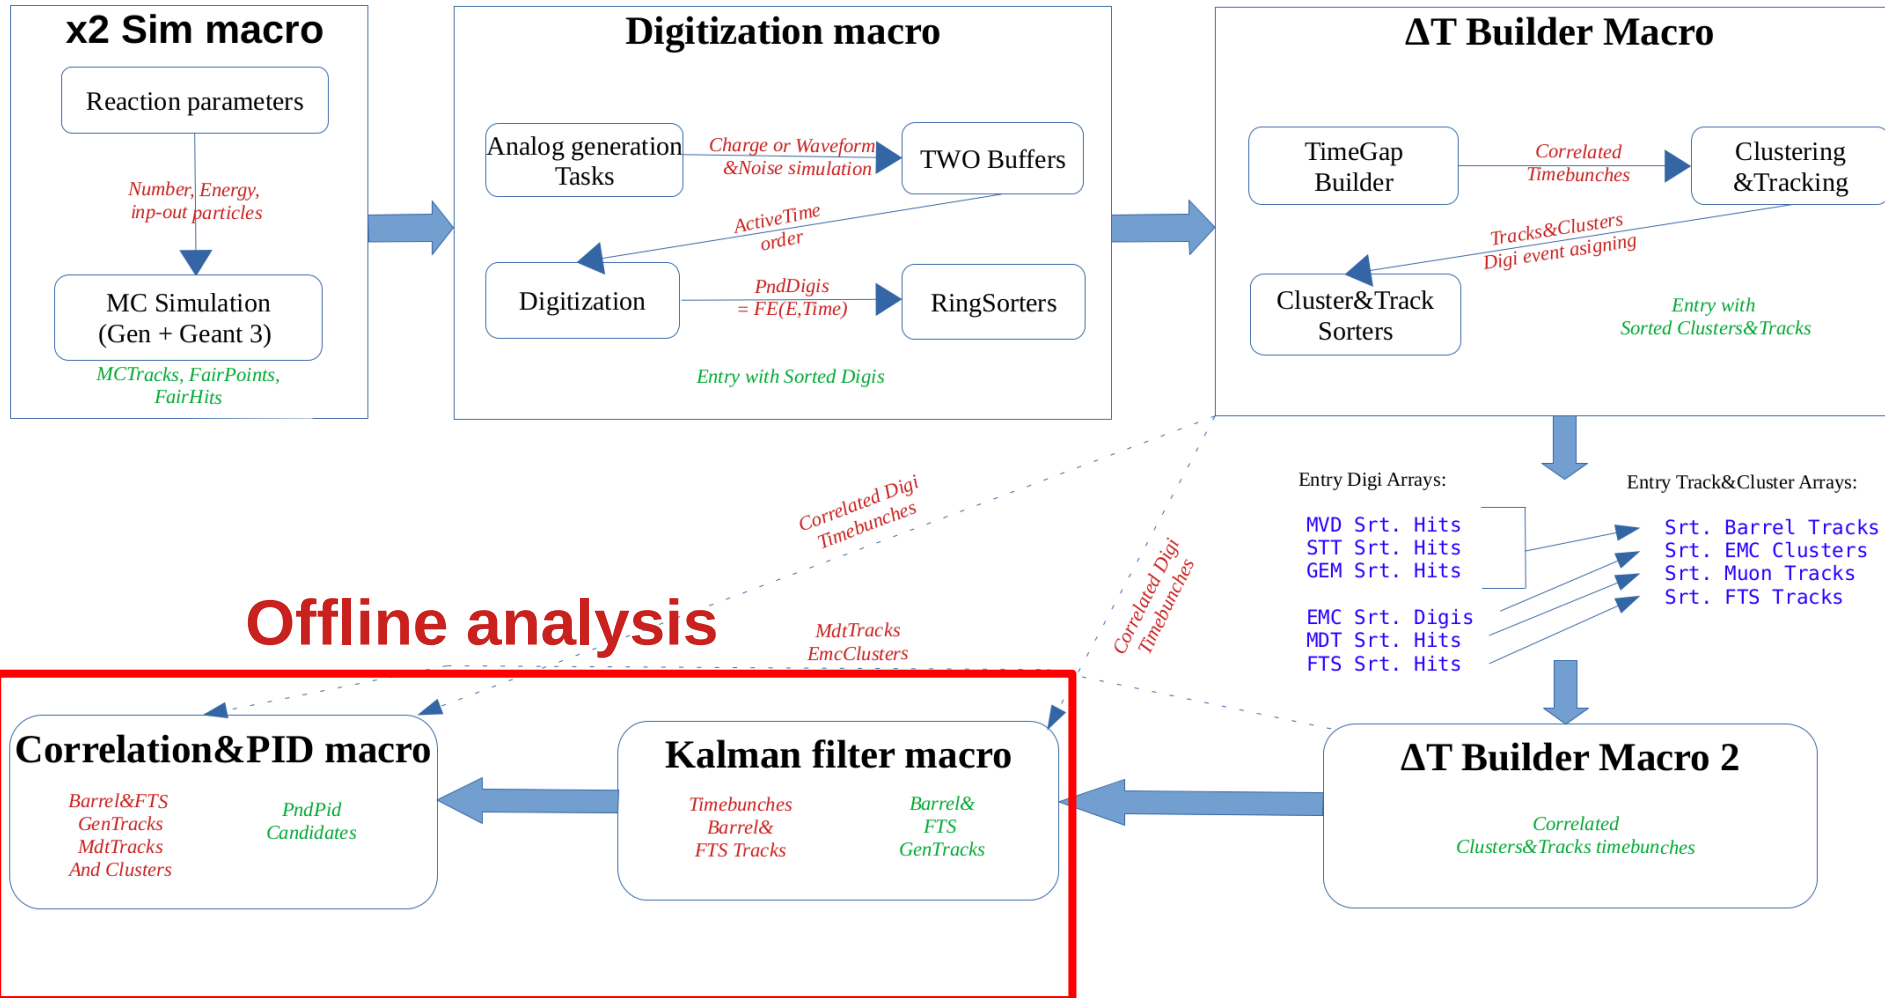 x2 Sim macro
Reaction parameters
Number, Energy,
inp-out particles
MC Simulation
(Gen + Geant 3)
MCTracks, FairPoints,
FairHits
Digitization macro
Analog generation
Tasks
Charge or Waveform
&Noise simulation
TWO Buffers
ActiveTime
order
Digitization
PndDigis
= FE(E,Time)
RingSorters
Entry with Sorted Digis
ΔT Builder Macro
TimeGap
Builder
Correlated
Timebunches
Clustering
&Tracking
Tracks&Clusters
Digi event asigning
Cluster&Track
Sorters
Entry with
Sorted Clusters&Tracks
Entry Digi Arrays:
MVD Srt. Hits
STT Srt. Hits
GEM Srt. Hits
EMC Srt. Digis
MDT Srt. Hits
FTS Srt. Hits
Entry Track&Cluster Arrays:
Srt. Barrel Tracks
Srt. EMC Clusters
Srt. Muon Tracks
Srt. FTS Tracks
Correlated Digi
Timebunches
Correlated Digi
Timebunches
Offline analysis
MdtTracks
EmcClusters
Correlation&PID macro
Barrel&FTS
GenTracks
MdtTracks
And Clusters
PndPid
Candidates
Kalman filter macro
Timebunches
Barrel&
FTS Tracks
Barrel&
FTS
GenTracks
ΔT Builder Macro 2
Correlated
Clusters&Tracks timebunches